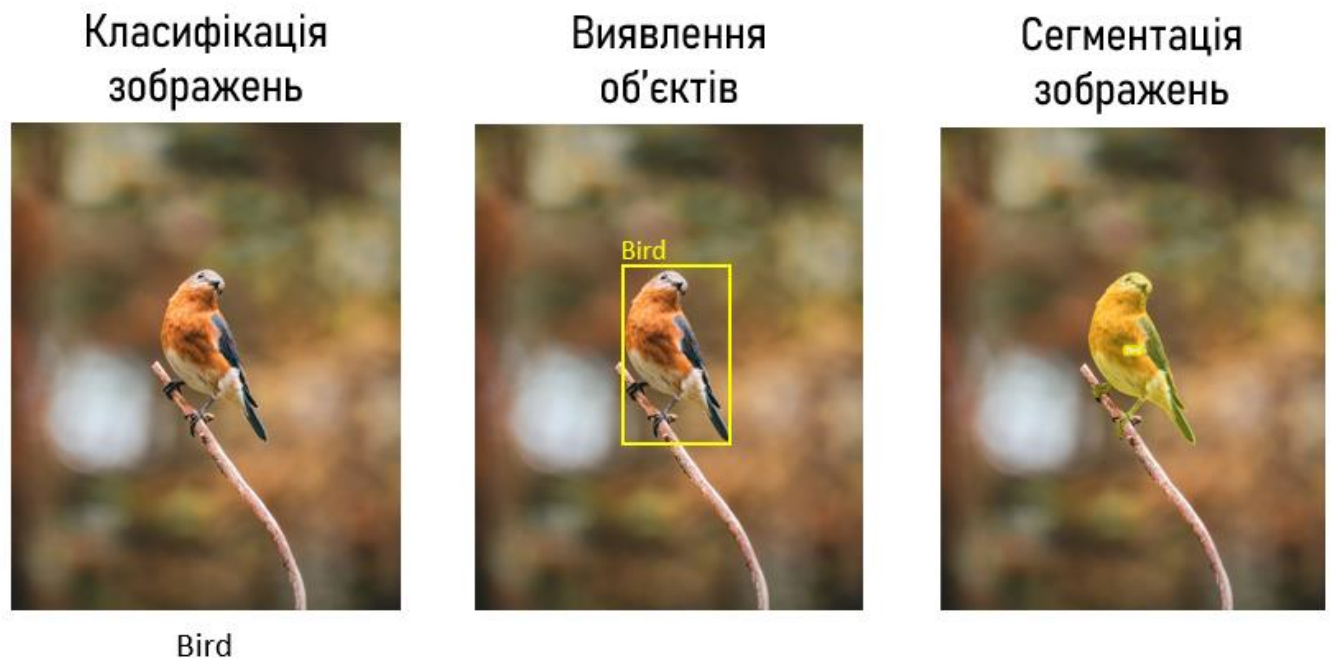 Класифікація
зображень
Виявлення
об’єктів
Сегментація
зображень
Bird
Bird